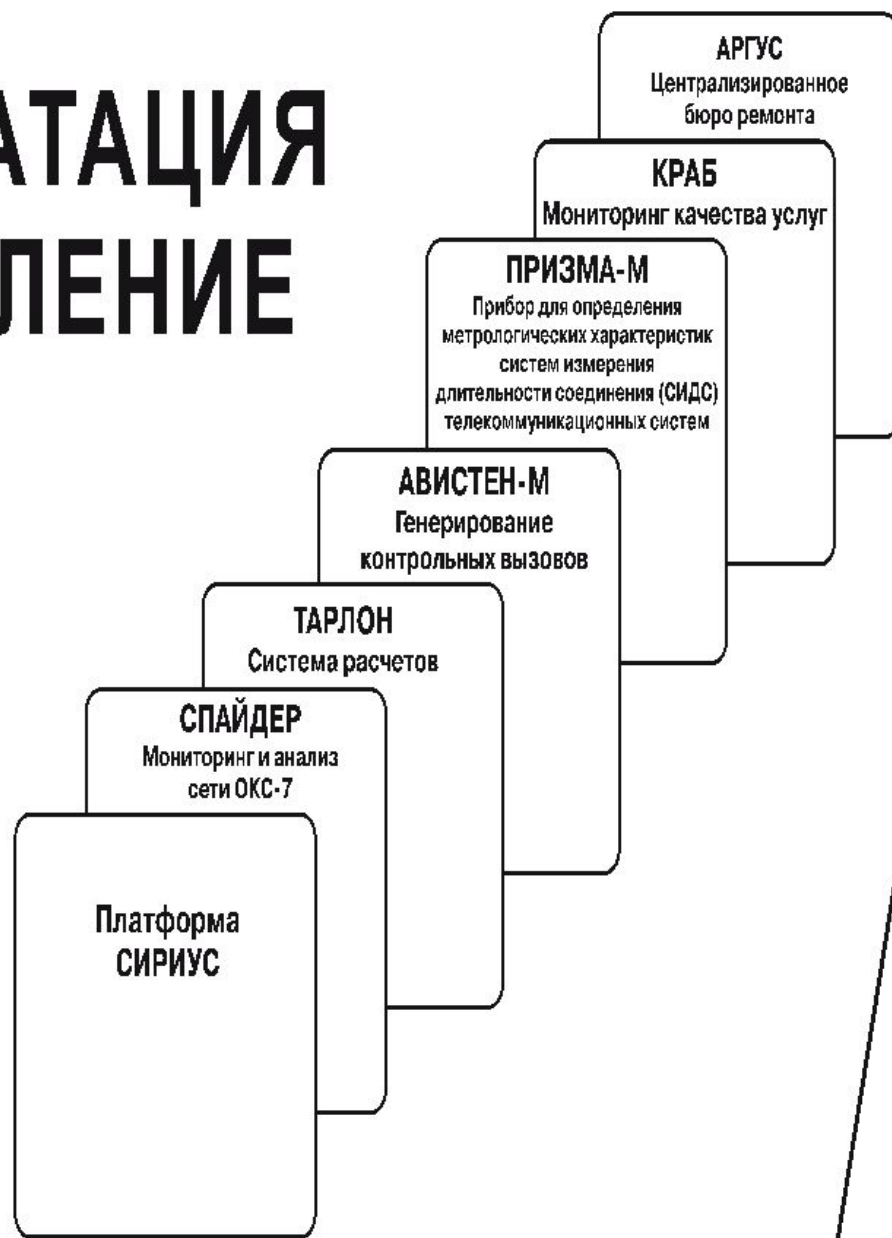 АТАЦИЯ
ЛЕНИЕ
АРГУС
Централизированное
бюро ремонта
КРАБ
Мониторинг качества услуг
ПРИЗМА-М
Прибор для определения
метрологических характеристик
систем измерения
длительности соединения (СИДС)
телекоммуникационных систем
АВИСТЕН-М
Генерирование
контрольных вызовов
ТАРЛОН
Система расчетов
СПАЙДЕР
Мониторинг и анализ
сети ОКС-7
Платформа
СИРИУС